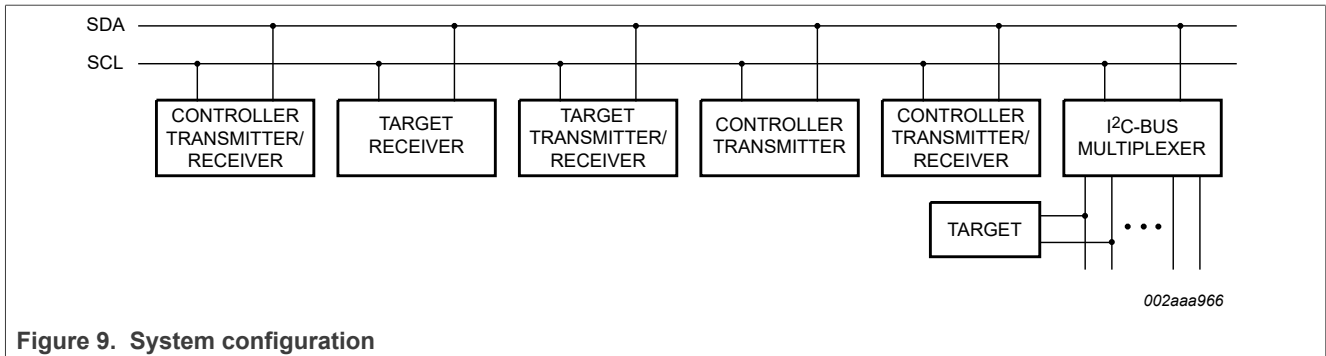 SDA
SCL
CONTROLLER
TRANSMITTER/
RECEIVER
TARGET
RECEIVER
TARGET
TRANSMITTER/
RECEIVER
CONTROLLER
TRANSMITTER
CONTROLLER
TRANSMITTER/
RECEIVER
I²C-BUS
MULTIPLEXER
TARGET
002aaa966
Figure 9. System configuration